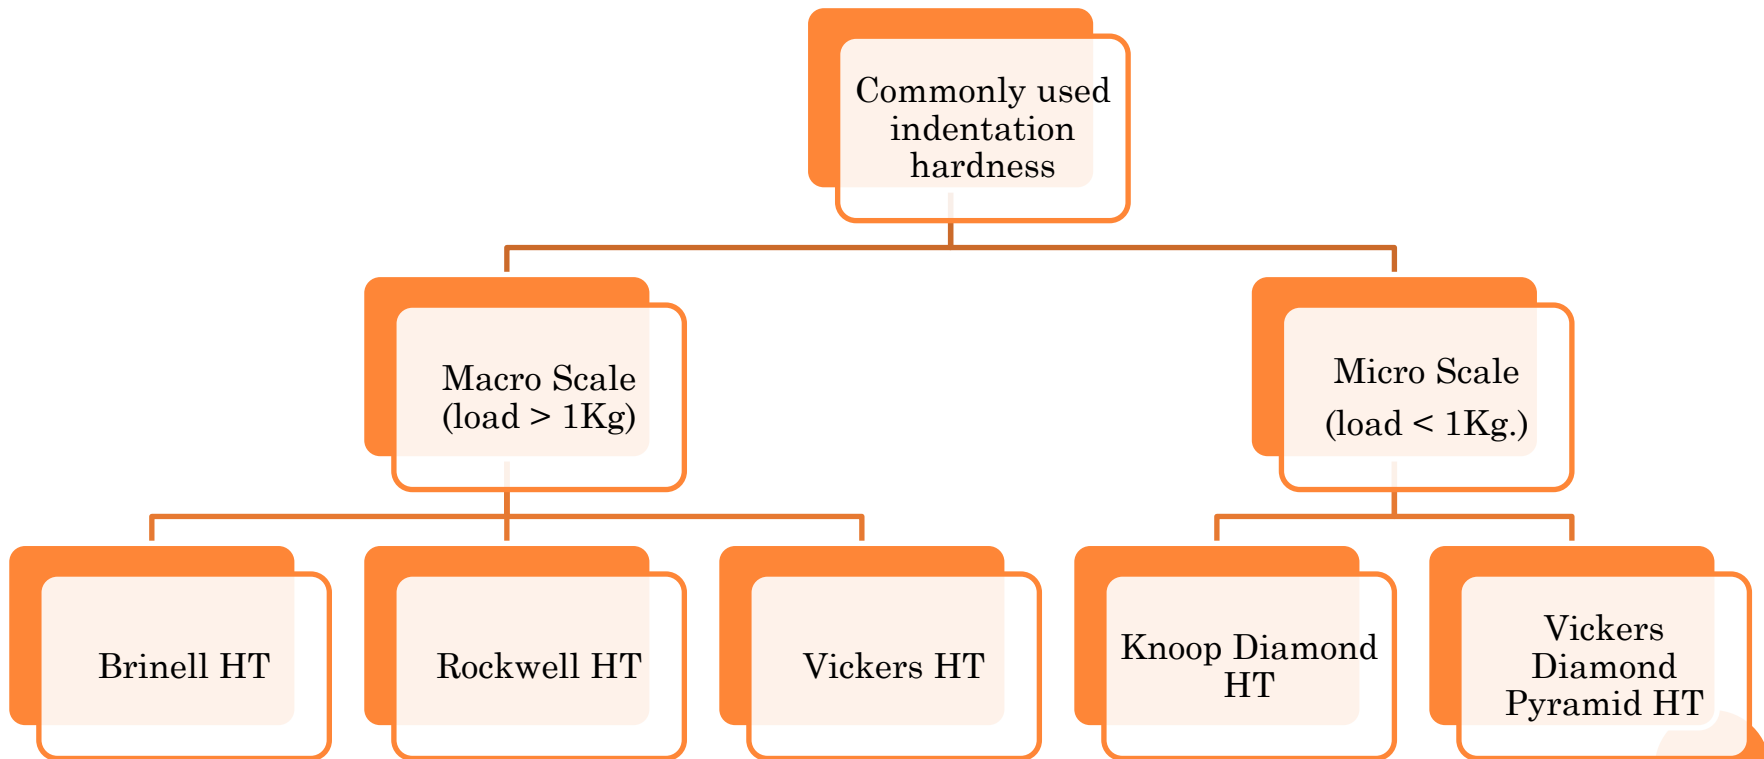 Commonly used
indentation
hardness
Macro Scale
(load > 1Kg)
Micro Scale
(load < 1Kg.)
Brinell HT
Rockwell HT
Vickers HT
Knoop Diamond
HT
Vickers
Diamond
Pyramid HT